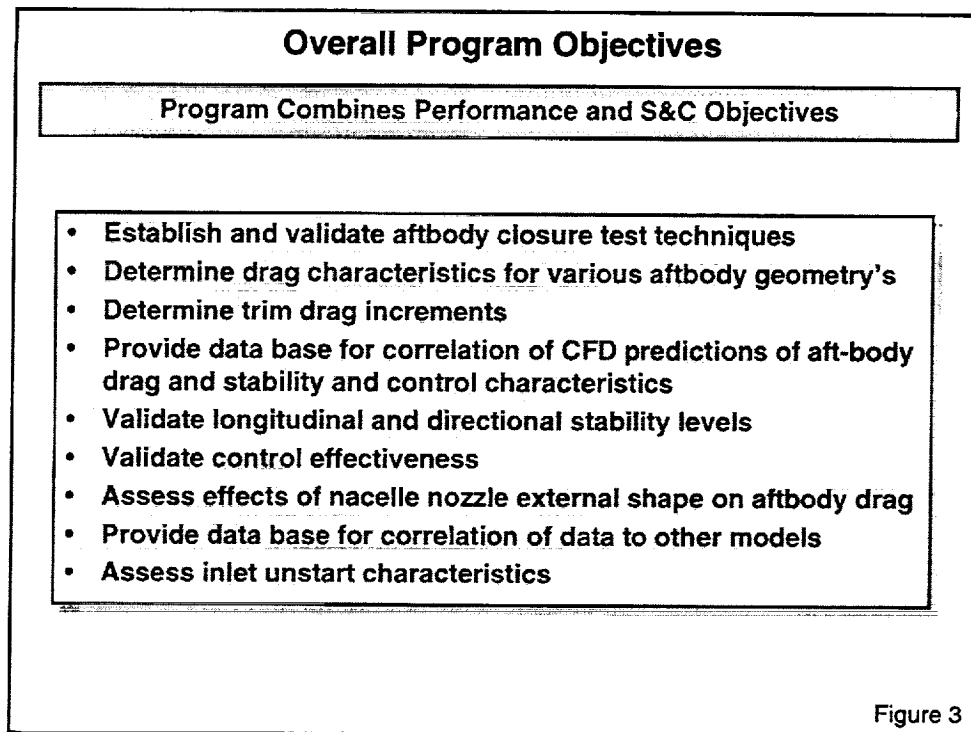 Overall Program Objectives
Program Combines Performance and S&C Objectives
• Establish and validate aftbody closure test techniques
• Determine drag characteristics for various aftbody geometry's
• Determine trim drag increments
• Provide data base for correlation of CFD predictions of aft-body
drag and stability and control characteristics
• Validate longitudinal and directional stability levels
• Validate control effectiveness
• Assess effects of nacelle nozzle external shape on aftbody drag
• Provide data base for correlation of data to other models
• Assess inlet unstart characteristics
Figure 3